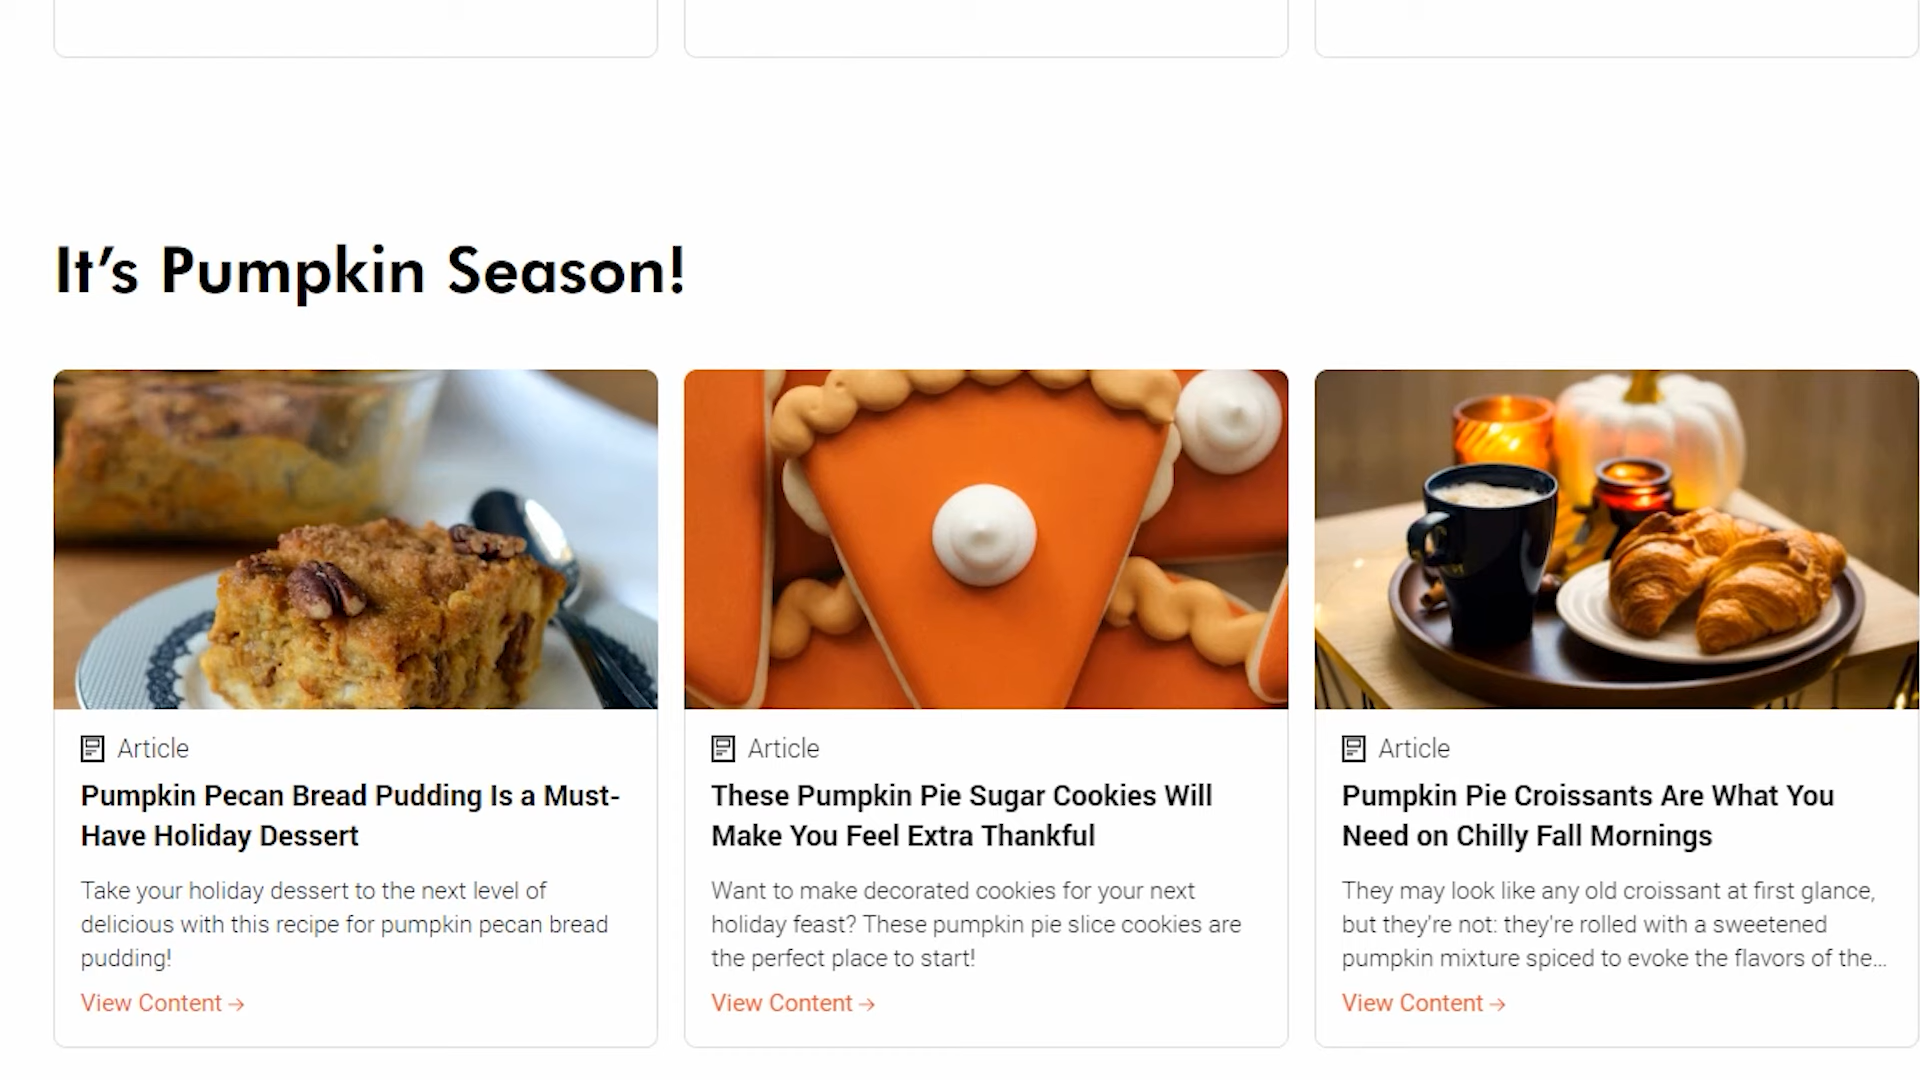 It’s Pumpkin Season!
Article
Pumpkin Pecan Bread Pudding Is a Must-
Have Holiday Dessert
Take your holiday dessert to the next level of
delicious with this recipe for pumpkin pecan bread
pudding!
View Content →
Article
These Pumpkin Pie Sugar Cookies Will
Make You Feel Extra Thankful
Want to make decorated cookies for your next
holiday feast? These pumpkin pie slice cookies are
the perfect place to start!
View Content →
Article
Pumpkin Pie Croissants Are What You
Need on Chilly Fall Mornings
They may look like any old croissant at first glance,
but they're not: they're rolled with a sweetened
pumpkin mixture spiced to evoke the flavors of the...
View Content →